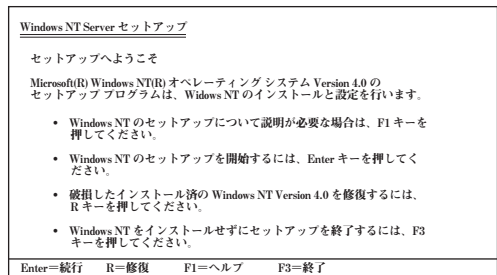 Windows NT Server セットアップ
セットアップへようこそ
Microsoft(R) Windows NT(R) オペレーティング システム Version 4.0 の
セットアップ プログラムは、Widows NT のインストールと設定を行います。
• Windows NT のセットアップについて説明が必要な場合は、F1 キーを
押してください。
• Windows NT のセットアップを開始するには、Enter キーを押してく
ださい。
• 破損したインストール済の Windows NT Version 4.0 を修復するには、
R キーを押してください。
• Windows NT をインストールせずにセットアップを終了するには、F3
キーを押してください。
Enter＝続行 R＝修復 F1＝ヘルプ F3＝終了